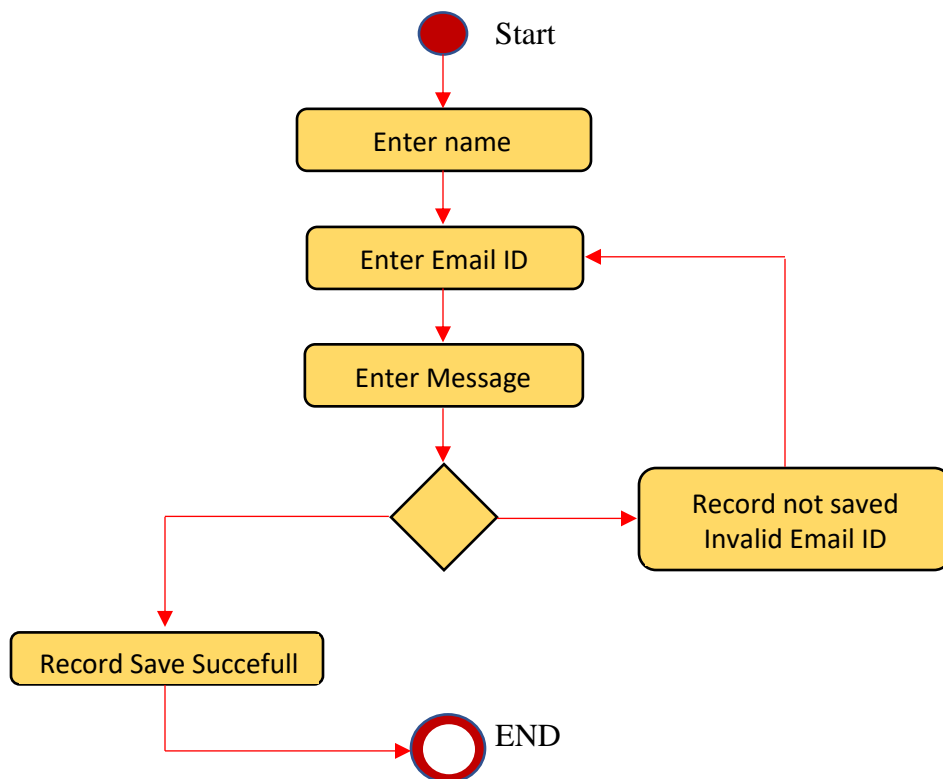 Start
Enter name
Enter Email ID
Enter Message
Record not saved
Invalid Email ID
Record Save Succefull
END